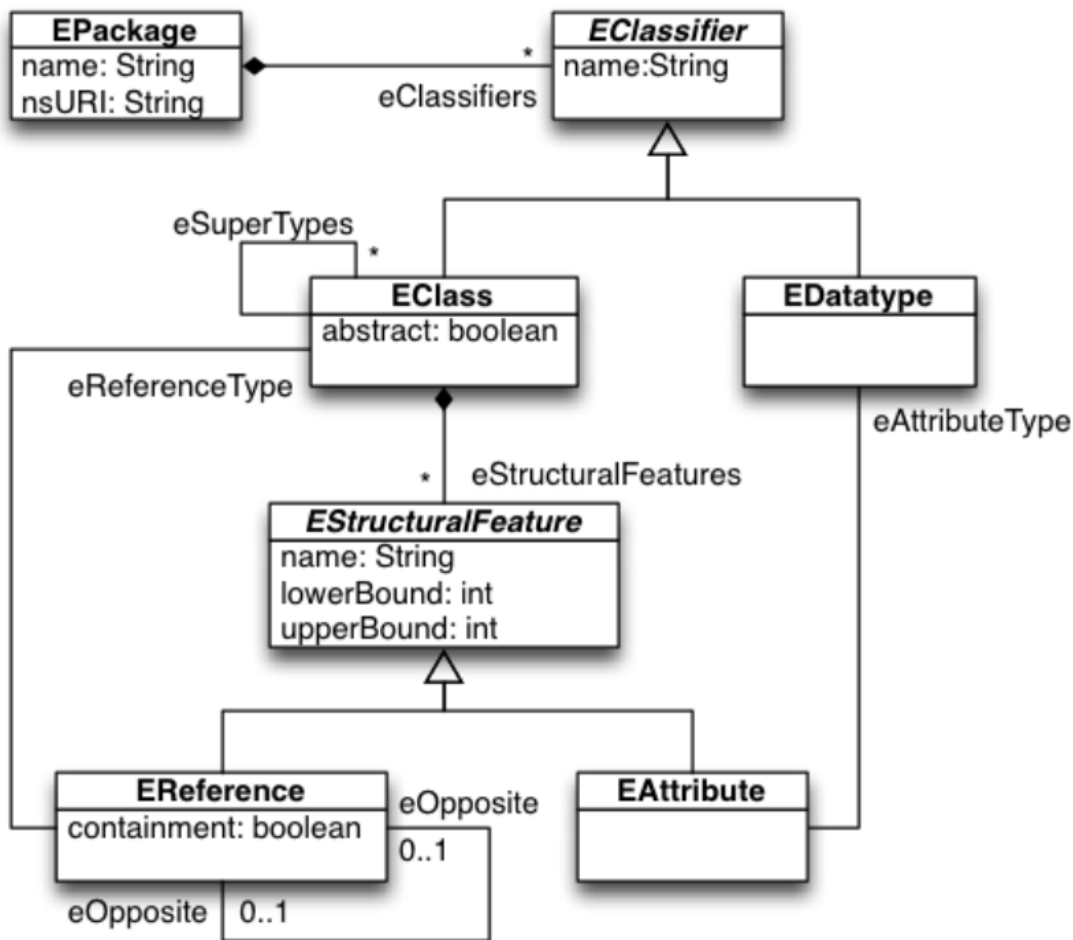 EPackage
name: String
nsURI: String
*
eClassifiers
EClassifier
name:String
eSuperTypes
*
EClass
abstract: boolean
EDatatype
eReferenceType
eAttributeType
*
eStructuralFeatures
EStructuralFeature
name: String
lowerBound: int
upperBound: int
EReference
containment: boolean
eOpposite
0..1
EAttribute
eOpposite
0..1